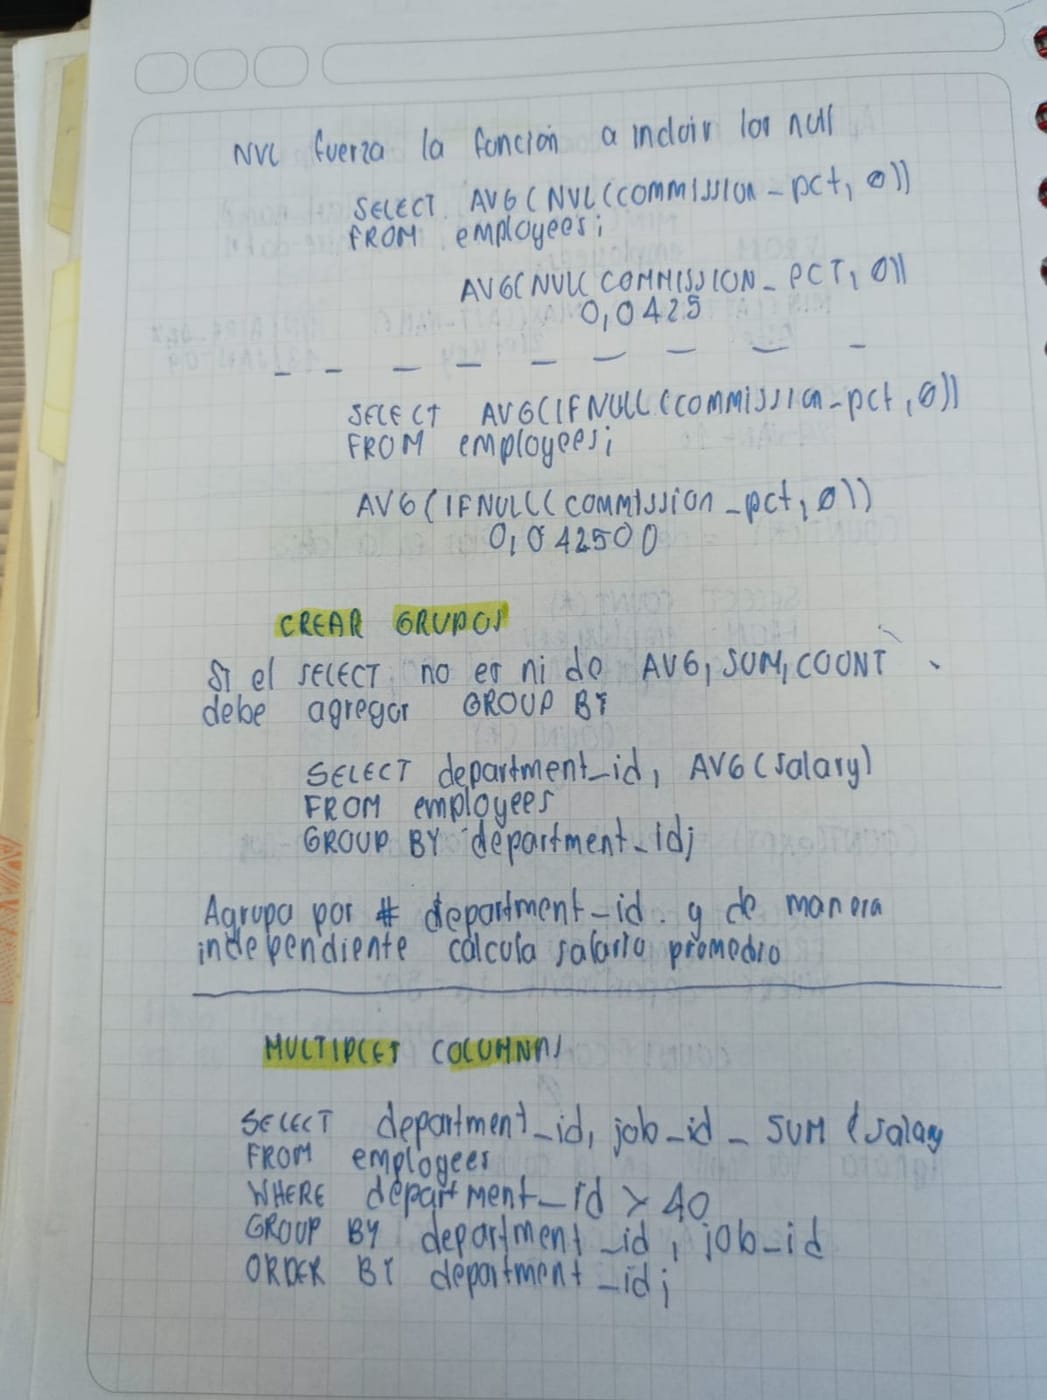 NVL fuerza la función a incluir los null
SELECT AVG(NVL(commission_pct, 0))
FROM employees;
AVG(NVL(COMMISSION_PCT, 0))
0,0425
SELECT AVG(IFNULL(commission_pct, 0))
FROM employees;
AVG(IFNULL(commission_pct, 0))
0,042500
CREAR GRUPOS
Si el SELECT no es ni de AVG, SUM, COUNT
debe agregar GROUP BY
SELECT department_id, AVG(salary)
FROM employees
GROUP BY department_id;
Agrupa por # department_id. y de manera
independiente calcula salario promedio
MULTIPLES COLUMNAS
SELECT department_id, job_id _ SUM (salary
FROM employees
WHERE department_id > 40
GROUP BY department_id, job_id
ORDER BY department_id;